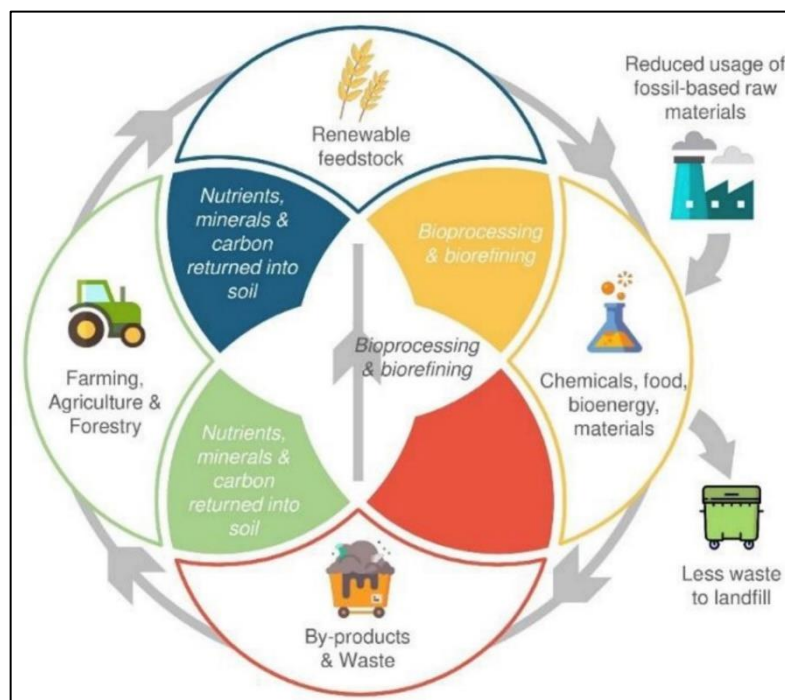 Renewable
feedstock
Reduced usage of
fossil-based raw
materials
Nutrients,
minerals &
carbon
returned into
soil
Bioprocessing
& biorefining
Farming,
Agriculture &
Forestry
Bioprocessing
& biorefining
Chemicals, food,
bioenergy,
materials
Nutrients,
minerals &
carbon
returned into
soil
By-products
& Waste
Less waste
to landfill